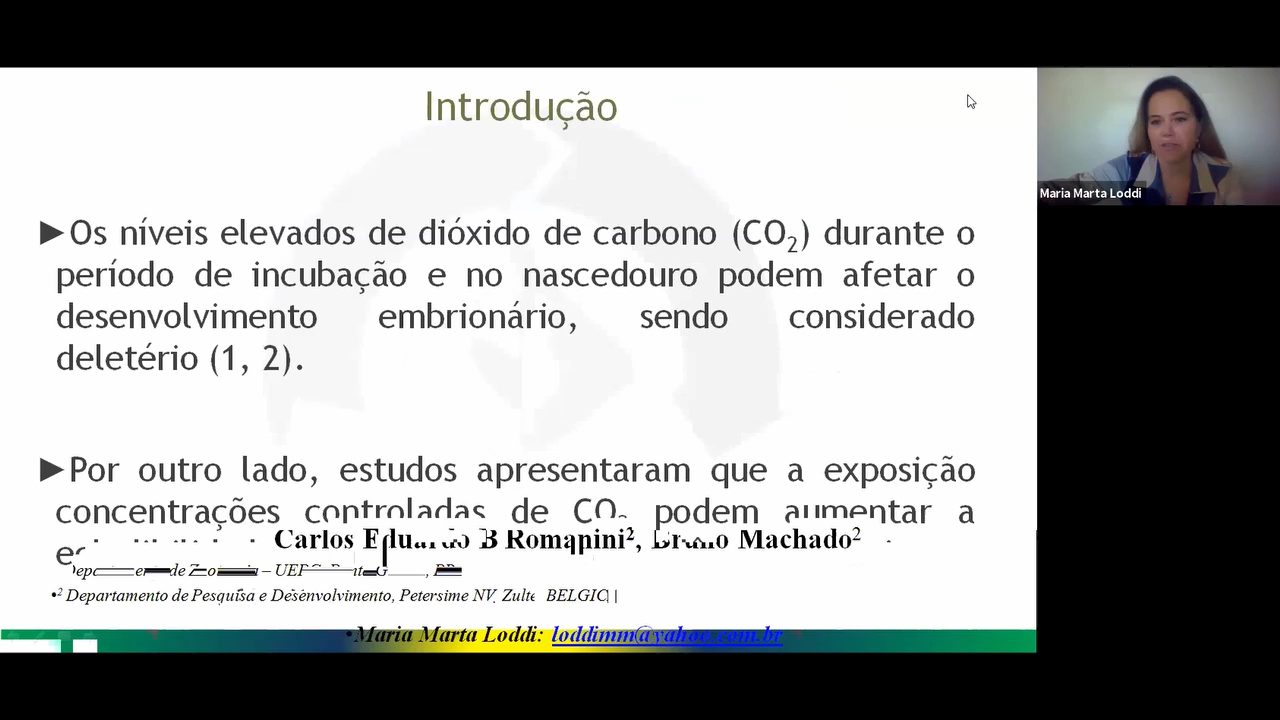 Introdução
Maria Marta Loddi
►Os níveis elevados de dióxido de carbono (CO₂) durante o
período de incubação e no nascedouro podem afetar o
desenvolvimento embrionário, sendo considerado
deletério (1, 2).
►Por outro lado, estudos apresentaram que a exposição
concentrações controladas de CO₂ podem aumentar a
Carlos Eduardo B Romanini², Bruno Machado²
•² Departamento de Pesquisa e Desenvolvimento, Petersime NV, Zulte BELGIC
•Maria Marta Loddi: loddimm@yahoo.com.br